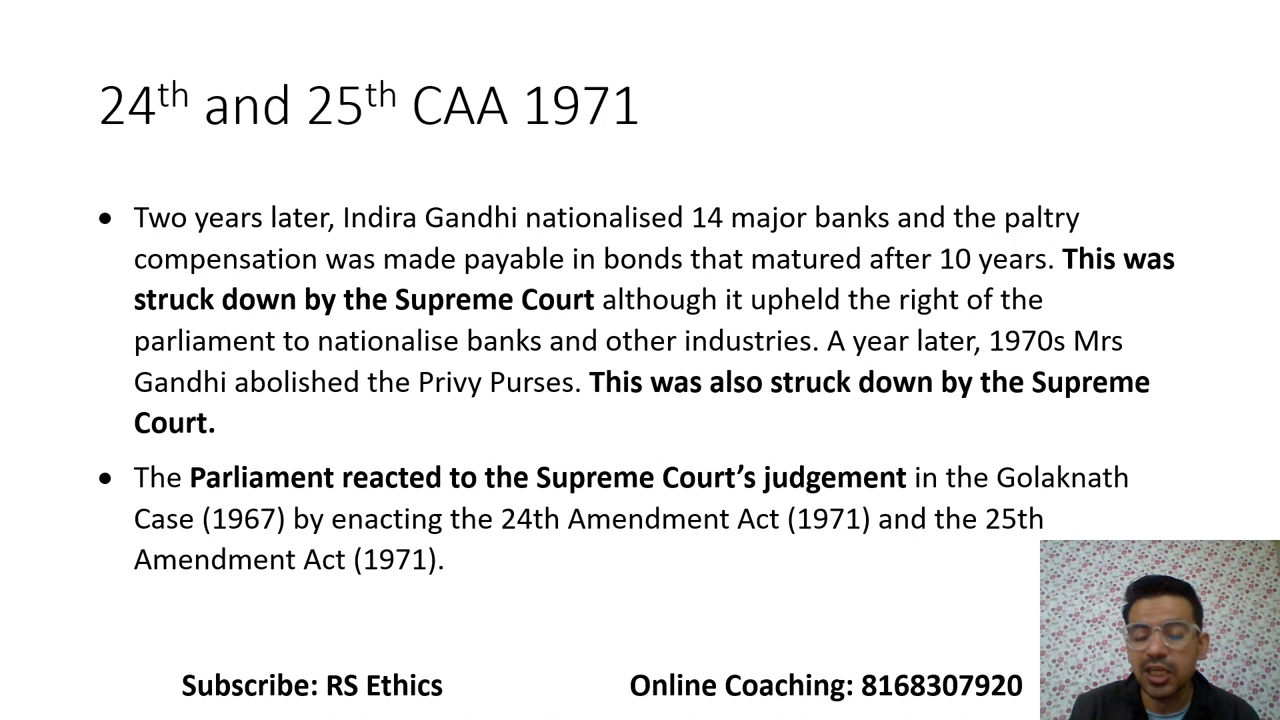 24th and 25th CAA 1971
• Two years later, Indira Gandhi nationalised 14 major banks and the paltry
compensation was made payable in bonds that matured after 10 years. This was
struck down by the Supreme Court although it upheld the right of the
parliament to nationalise banks and other industries. A year later, 1970s Mrs
Gandhi abolished the Privy Purses. This was also struck down by the Supreme
Court.
• The Parliament reacted to the Supreme Court’s judgement in the Golaknath
Case (1967) by enacting the 24th Amendment Act (1971) and the 25th
Amendment Act (1971).
Subscribe: RS Ethics
Online Coaching: 8168307920